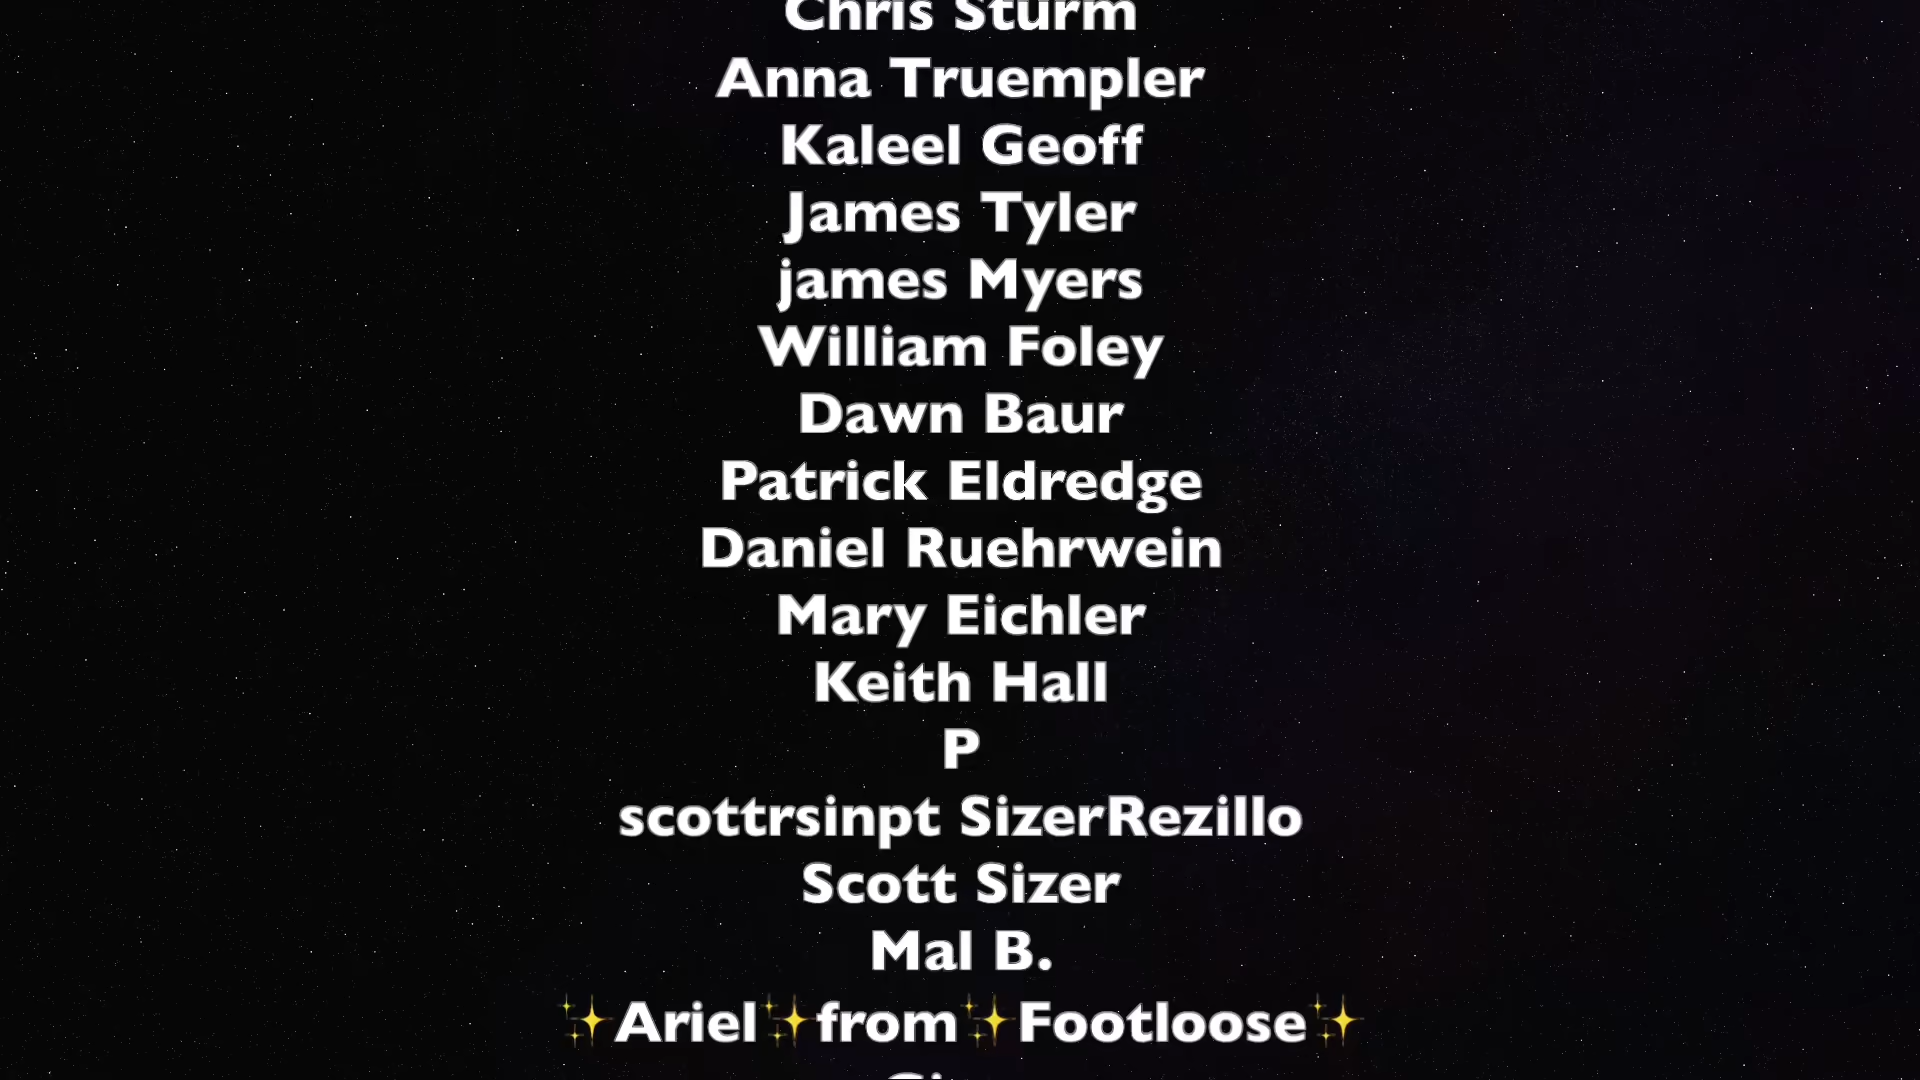 Chris Sturm
Anna Truempler
Kaleel Geoff
James Tyler
james Myers
William Foley
Dawn Baur
Patrick Eldredge
Daniel Ruehrwein
Mary Eichler
Keith Hall
P
scottrsinpt SizerRezillo
Scott Sizer
Mal B.
✨Ariel✨from✨Footloose✨